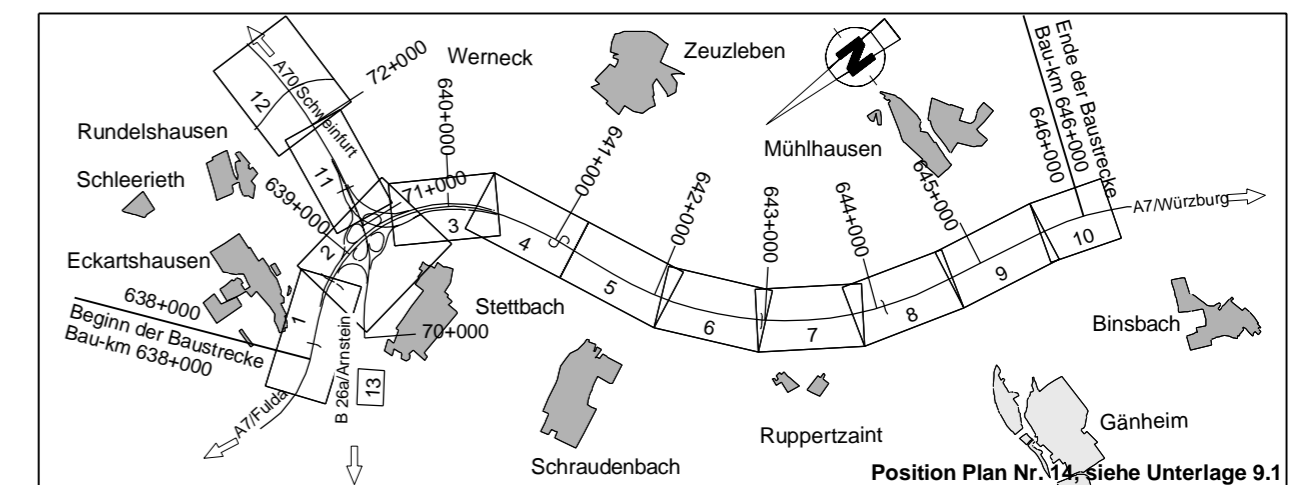 Werneck
Zeuzleben
72+000
A70/Schweinfurt
12
640+000
N
Ende der Baustrecke
Bau-km 646+000
646+000
Rundelshausen
Schleerieth
11
639+000
71+000
641+000
Mühlhausen
645+000
642+000
643+000
644+000
A7/Würzburg
2
3
4
5
6
7
8
9
10
Eckartshausen
638+000
Beginn der Baustrecke
Bau-km 638+000
1
Stettbach
70+000
B 26a/Arnstein
13
A7/Fulda
Binsbach
Schraudenbach
Ruppertzaint
Gänheim
Position Plan Nr. 14, siehe Unterlage 9.1